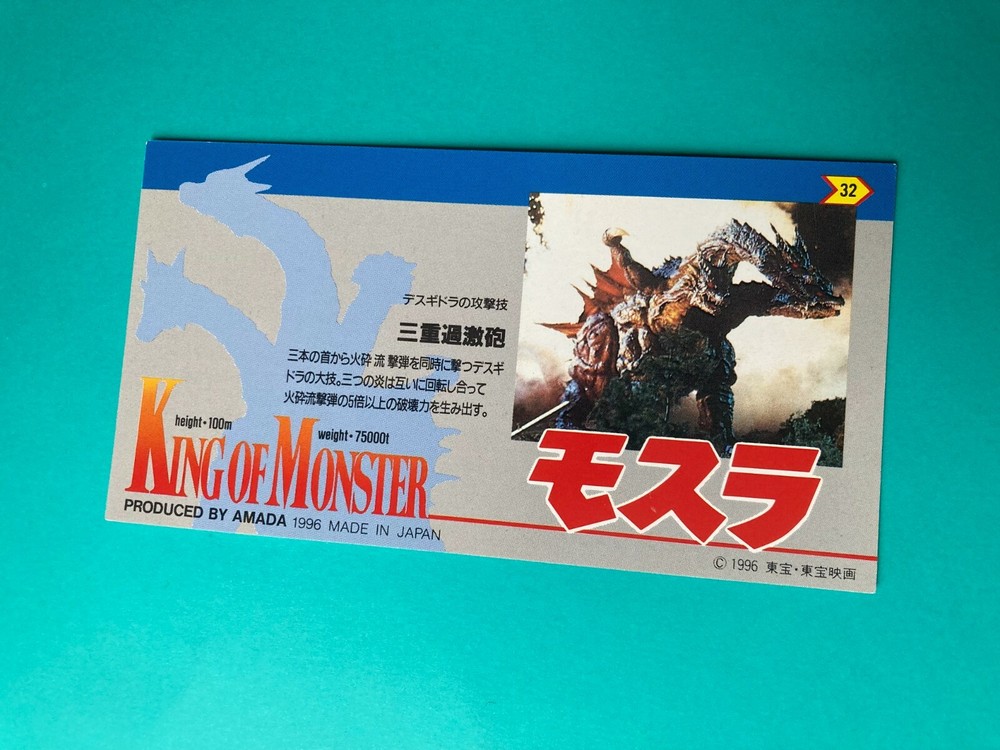 32
デスギドラの攻撃技
三重過激砲
三本の首から火砕流撃弾を同時に撃つデスギ
ドラの大技。三つの炎は互いに回転し合って
火砕流撃弾の5倍以上の破壊力を生み出す。
height・100m
weight・75000t
KING OF MONSTER
PRODUCED BY AMADA 1996 MADE IN JAPAN
モスラ
© 1996 東宝・東宝映画